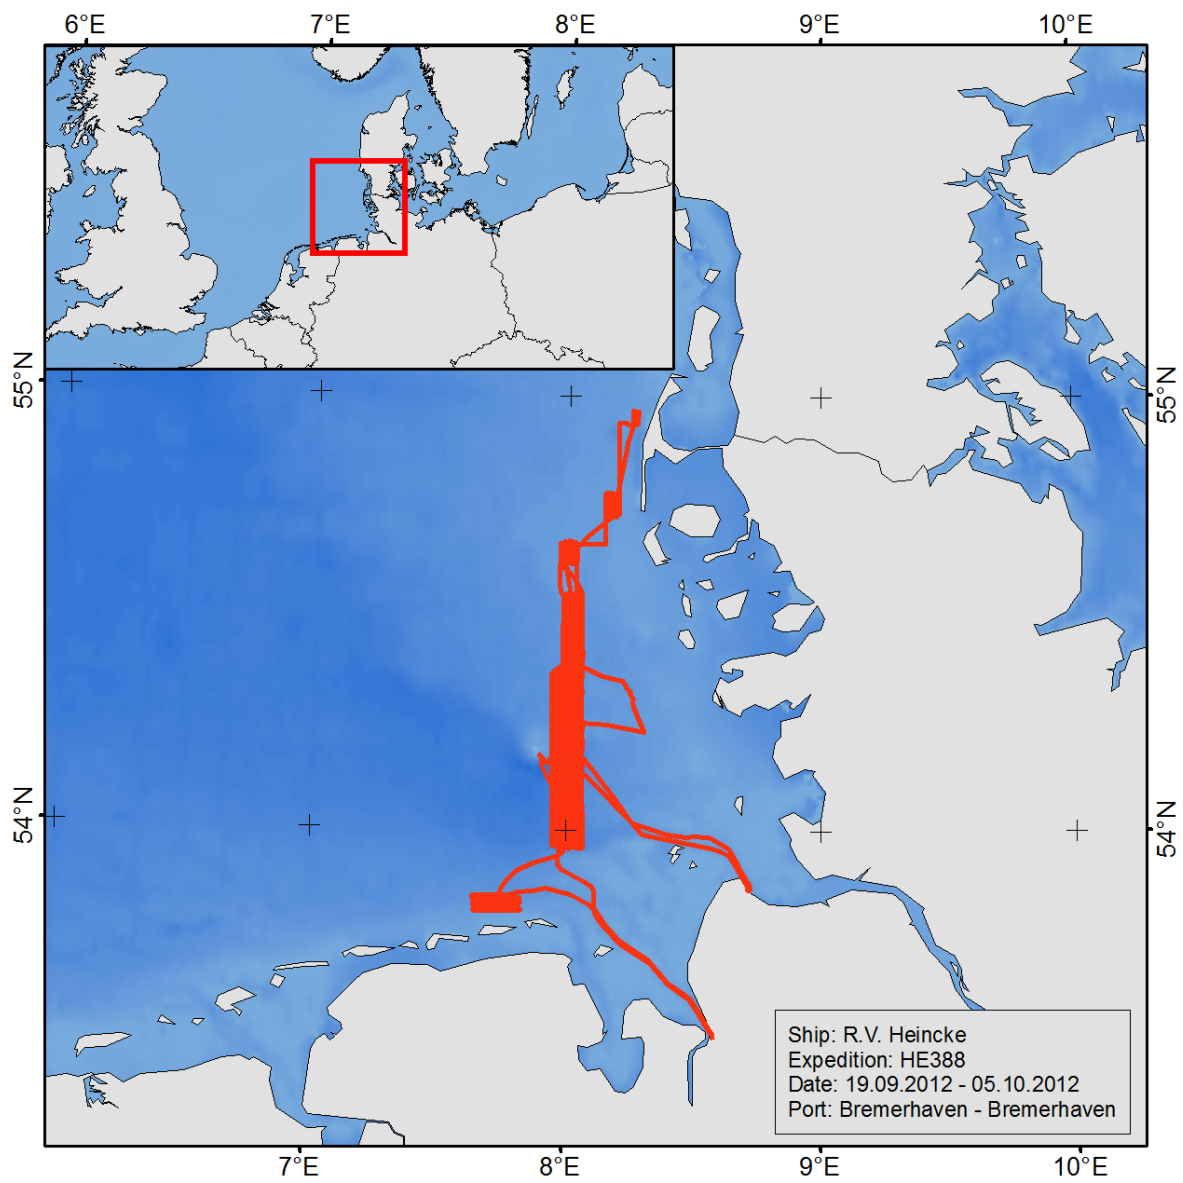 6°E 7°E 8°E 9°E 10°E
55°N 55°N
54°N 54°N
Ship: R.V. Heincke
Expedition: HE388
Date: 19.09.2012 - 05.10.2012
Port: Bremerhaven - Bremerhaven
7°E 8°E 9°E 10°E